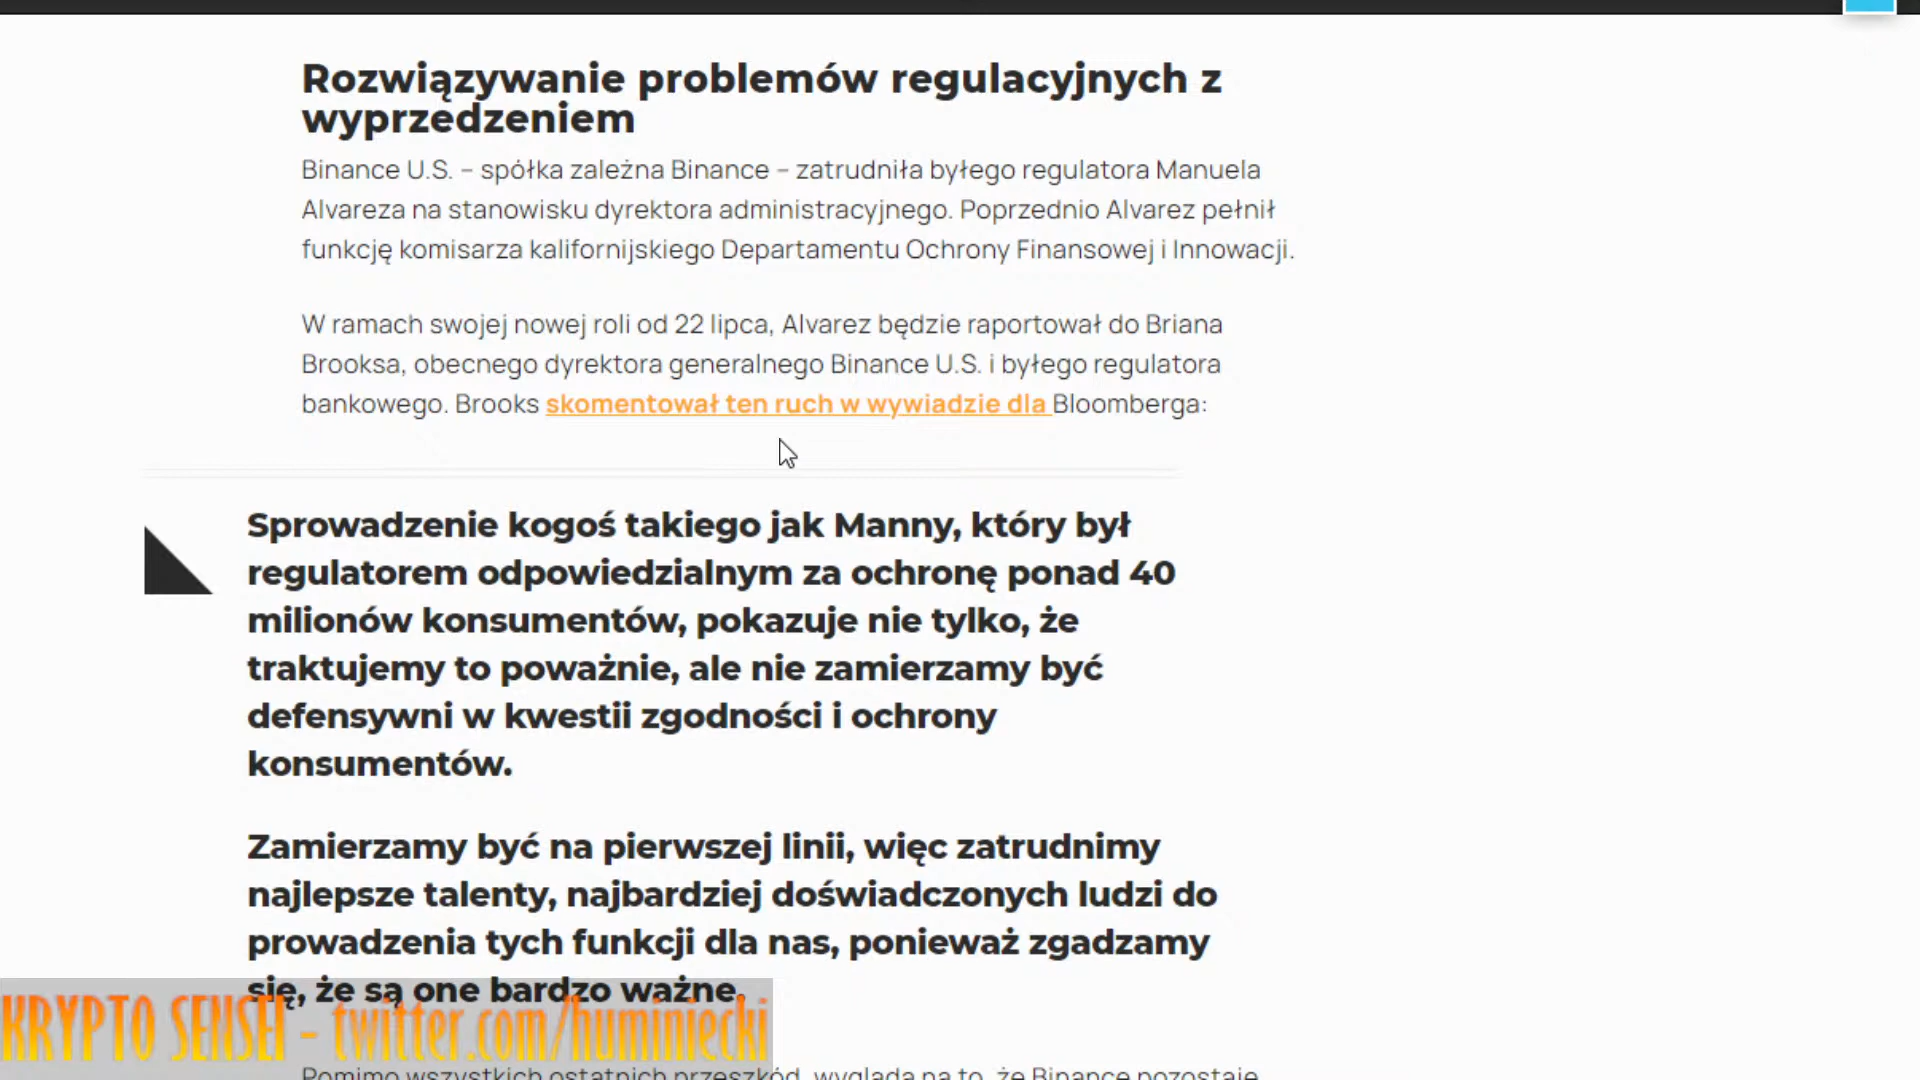 Rozwiązywanie problemów regulacyjnych z
wyprzedzeniem
Binance U.S. – spółka zależna Binance – zatrudniła byłego regulatora Manuela
Alvareza na stanowisku dyrektora administracyjnego. Poprzednio Alvarez pełnił
funkcję komisarza kalifornijskiego Departamentu Ochrony Finansowej i Innowacji.
W ramach swojej nowej roli od 22 lipca, Alvarez będzie raportował do Briana
Brooksa, obecnego dyrektora generalnego Binance U.S. i byłego regulatora
bankowego. Brooks skomentował ten ruch w wywiadzie dla Bloomberga:
Sprowadzenie kogoś takiego jak Manny, który był
regulatorem odpowiedzialnym za ochronę ponad 40
milionów konsumentów, pokazuje nie tylko, że
traktujemy to poważnie, ale nie zamierzamy być
defensywni w kwestii zgodności i ochrony
konsumentów.
Zamierzamy być na pierwszej linii, więc zatrudnimy
najlepsze talenty, najbardziej doświadczonych ludzi do
prowadzenia tych funkcji dla nas, ponieważ zgadzamy
się, że są one bardzo ważne.
KRYPTO SENSEI - twitter.com/huminiecki
Pomimo wszystkich ostatnich przeszkód, wygląda na to, że Binance pozostaje